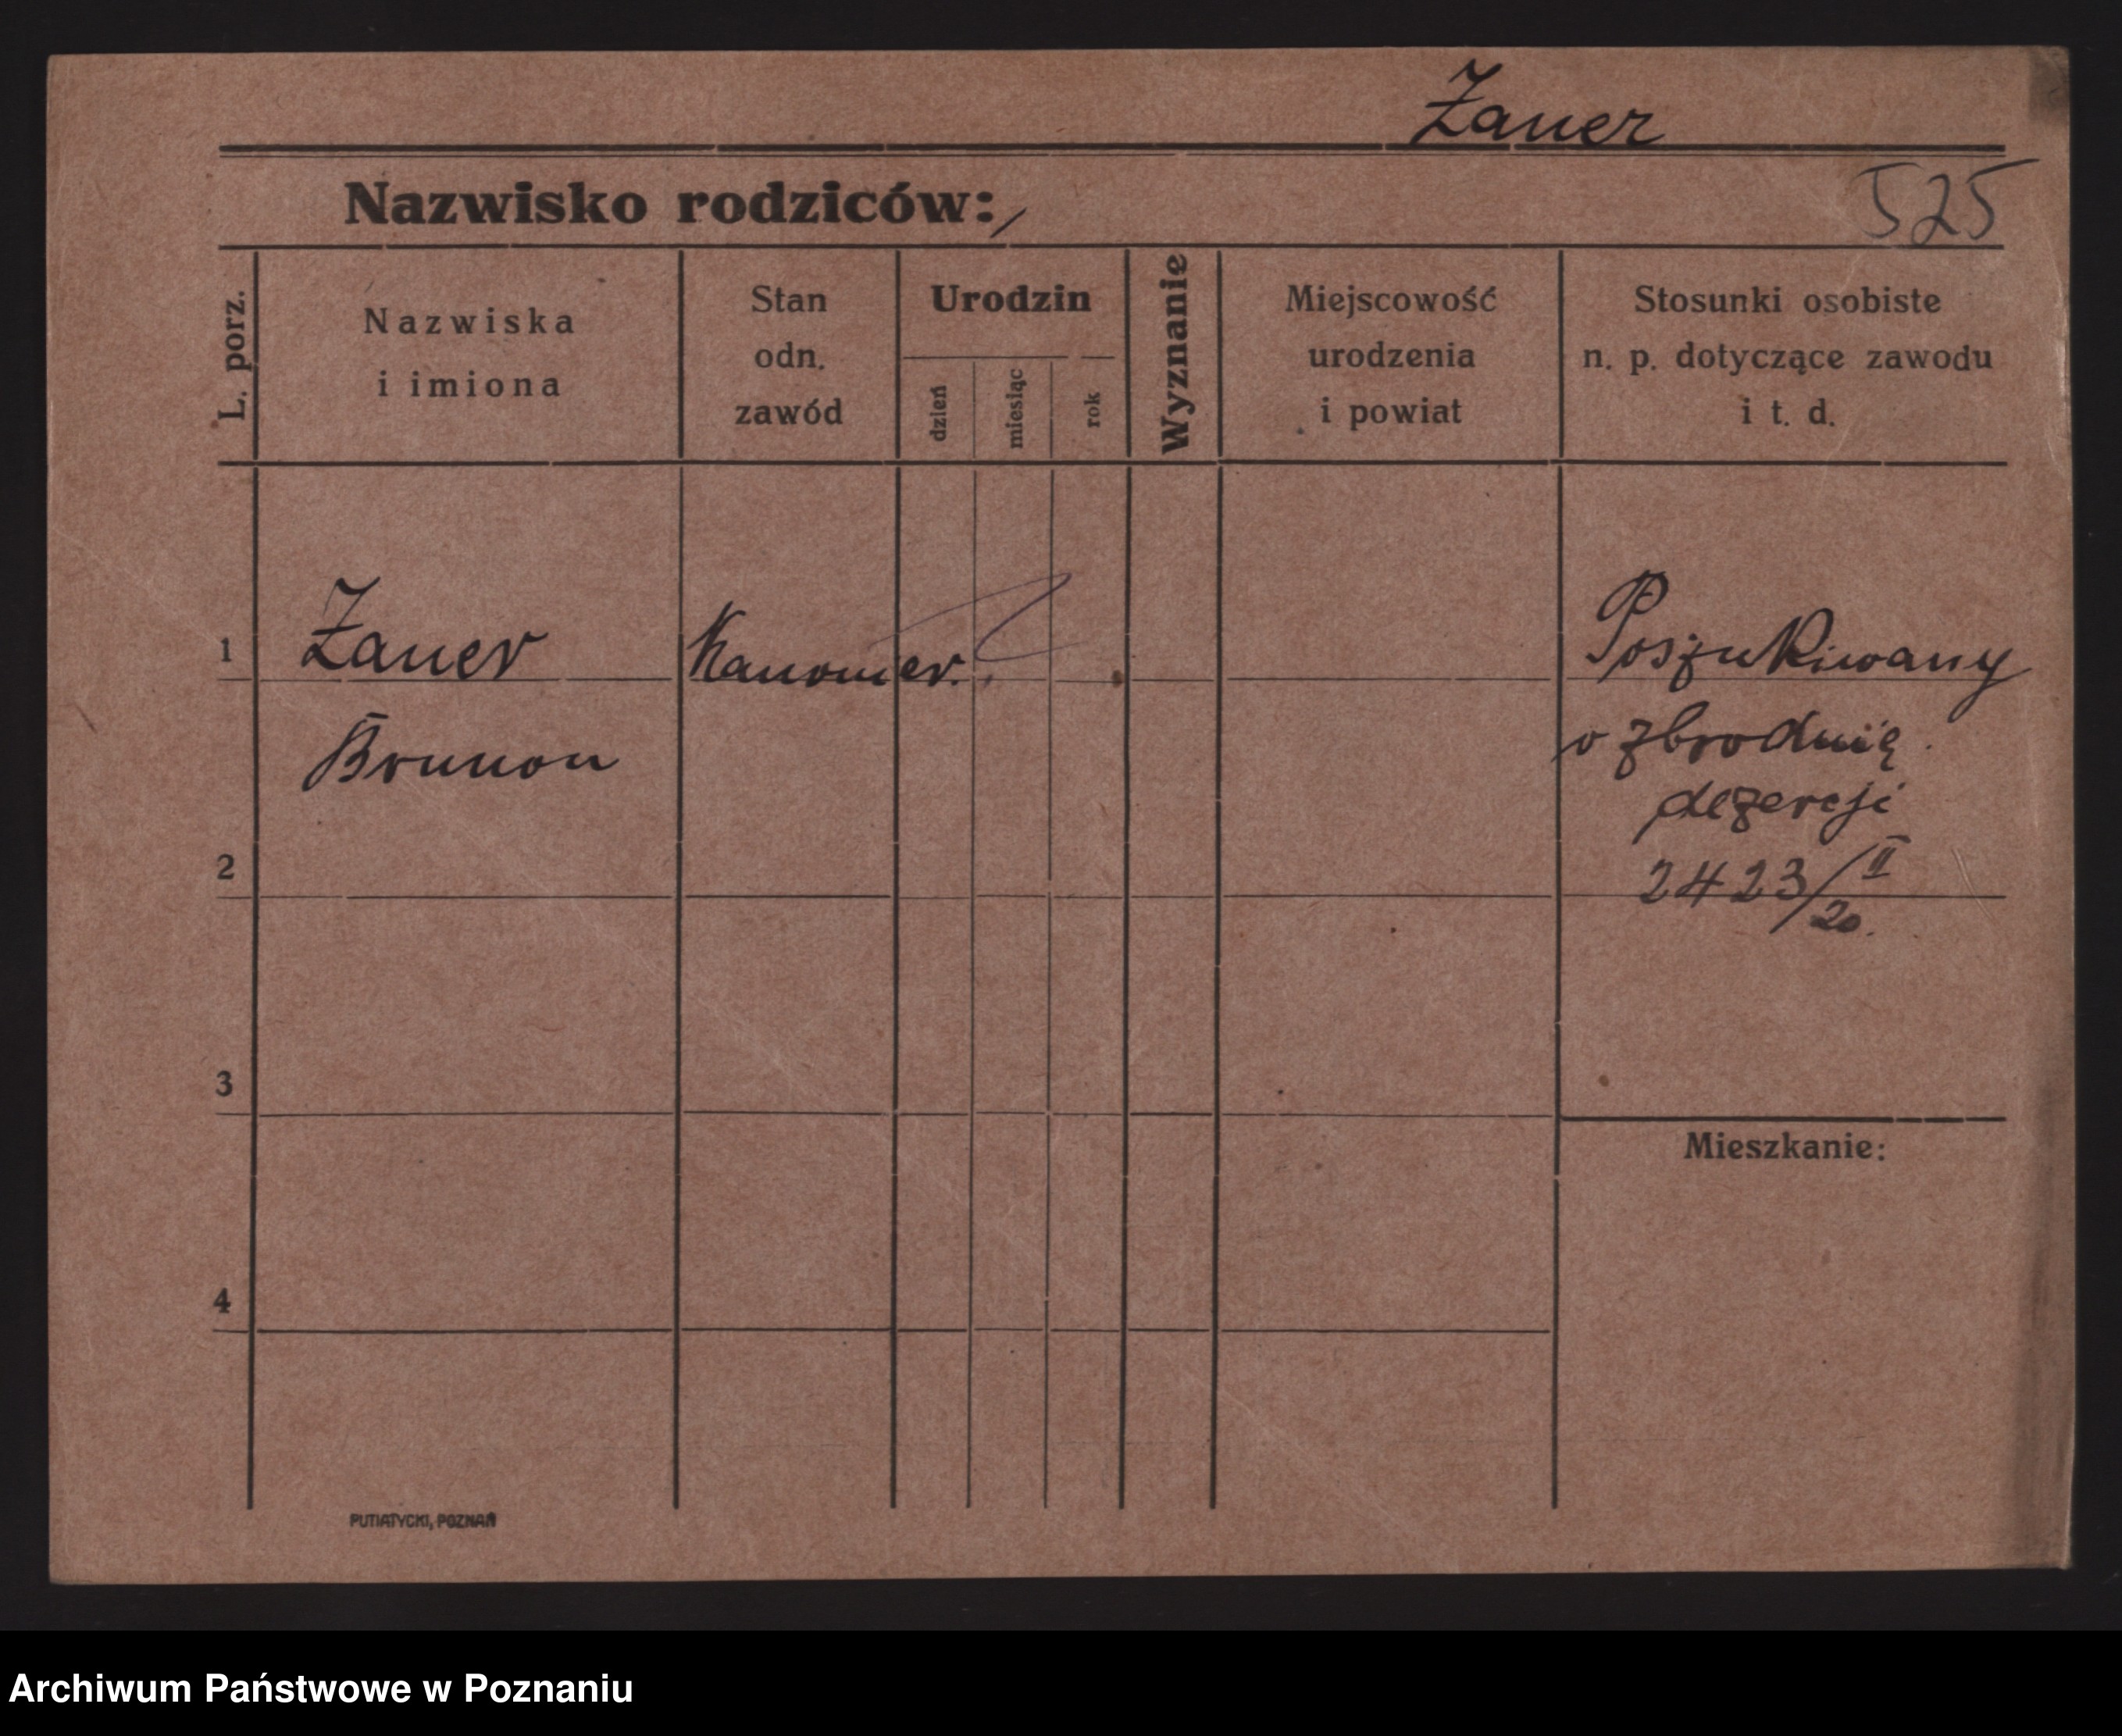 Zauer
Nazwisko rodziców:
525
L. porz.
Nazwiska
i imiona
Stan
odn.
zawód
Urodzin
dzień
miesiąc
rok
Wyznanie
Miejscowość
urodzenia
i powiat
Stosunki osobiste
n. p. dotyczące zawodu
i t. d.
1
Zauer
Kanonier.
Poszukiwany
Brunon
o zbrodnię
dezercji
2
2423/II
20.
3
Mieszkanie:
4
PUTIATYCKI, POZNAŃ
Archiwum Państwowe w Poznaniu